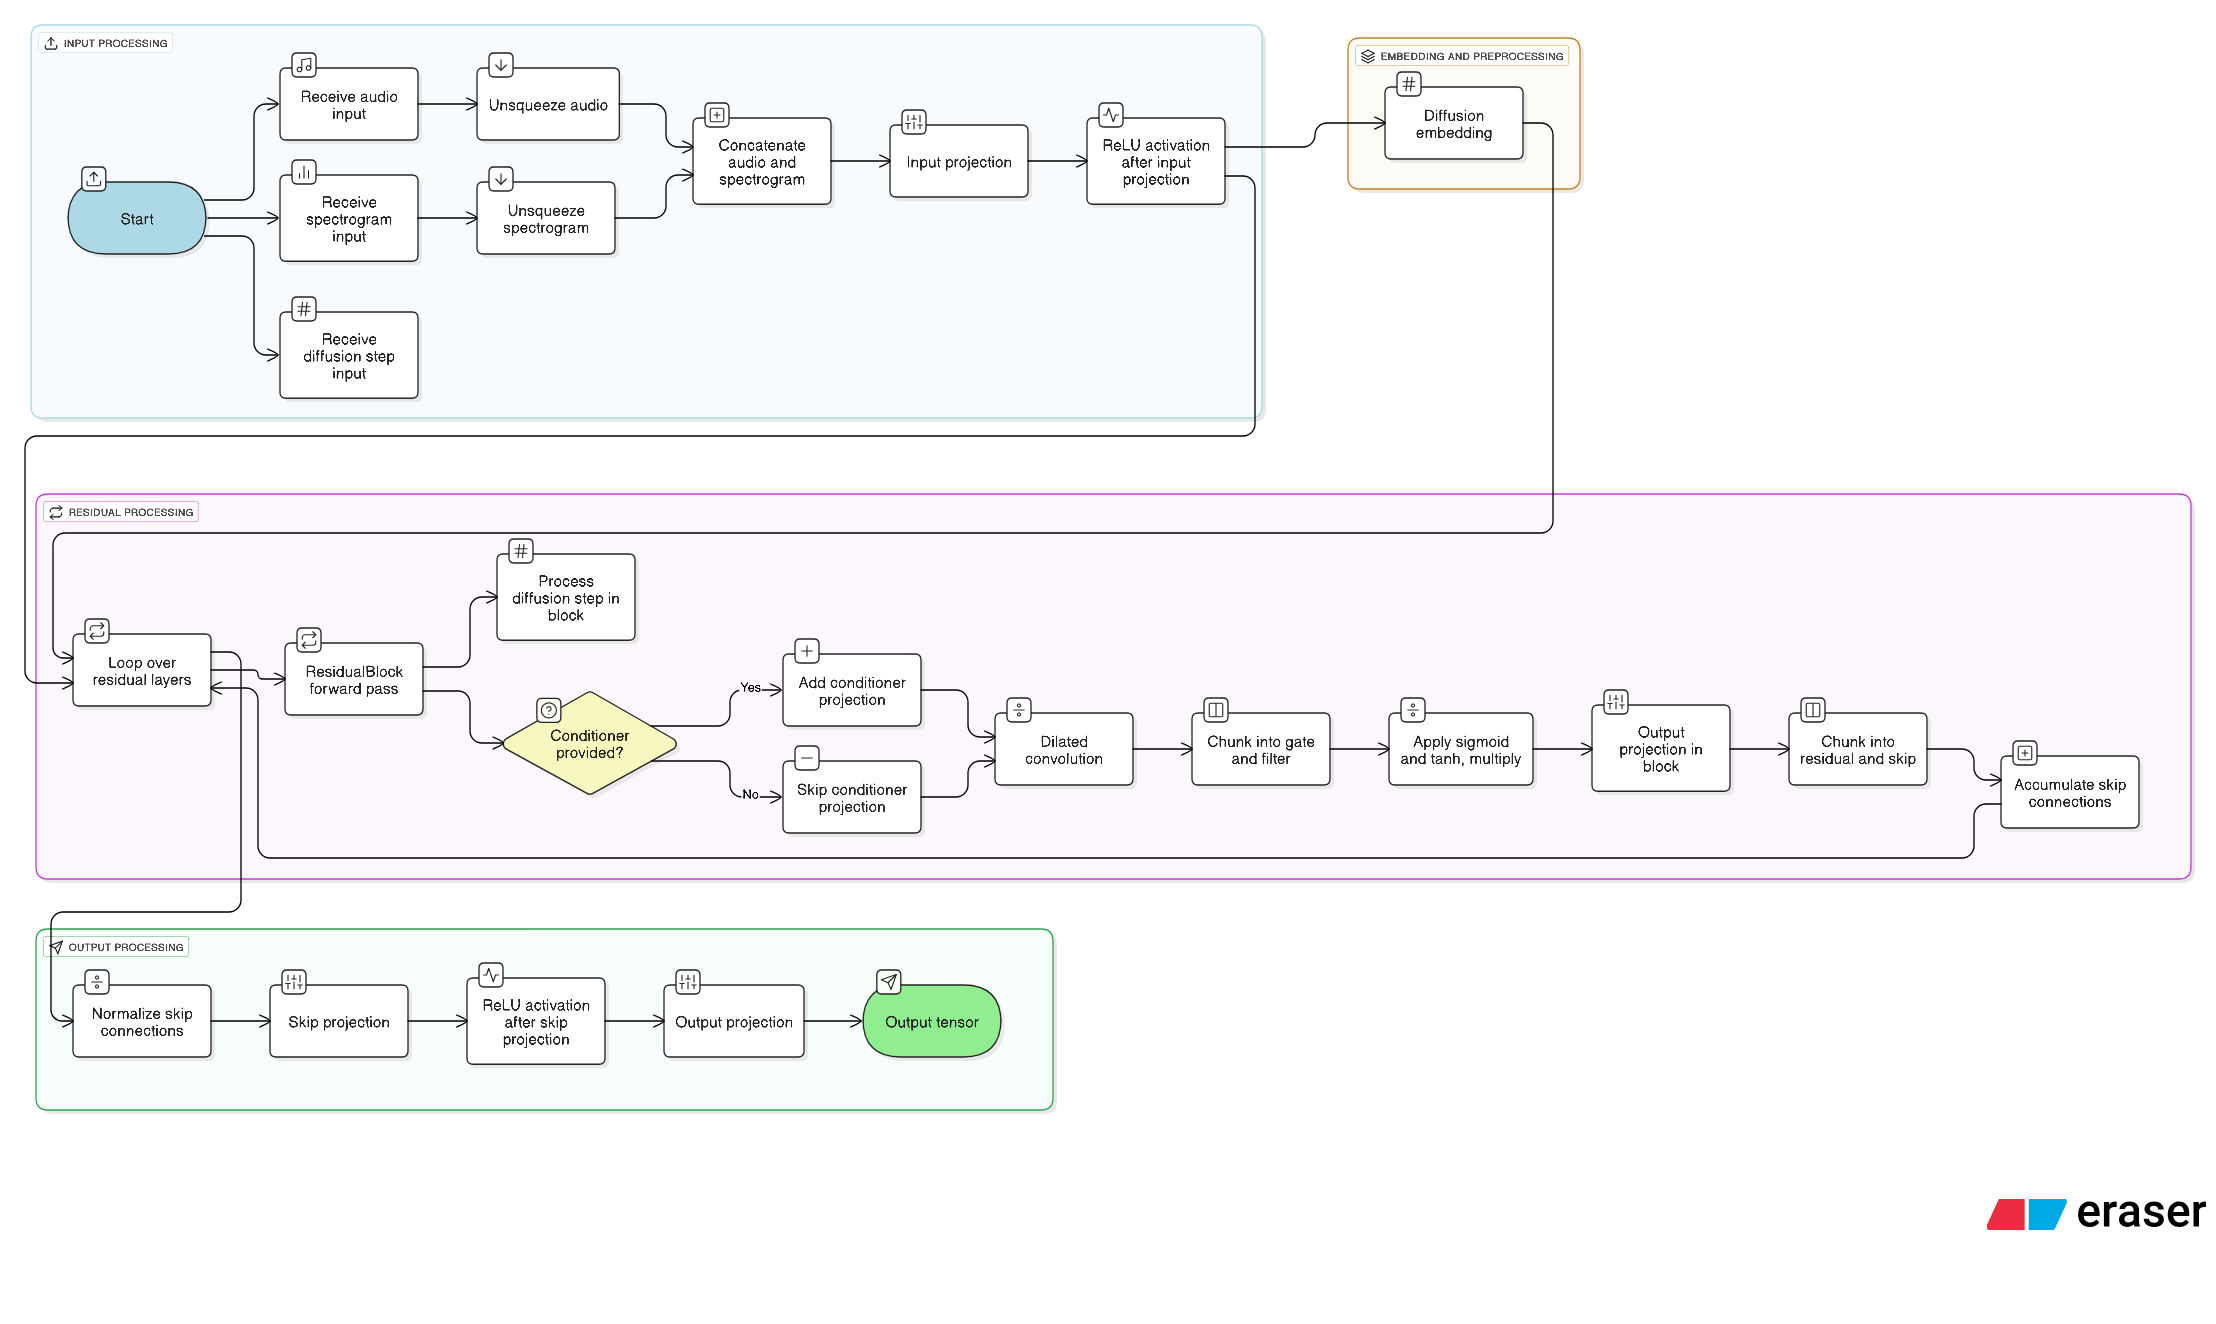 INPUT PROCESSING
Start
Receive audio
input
Unsqueeze audio
Receive
spectrogram
input
Unsqueeze
spectrogram
Receive
diffusion step
input
Concatenate
audio and
spectrogram
Input projection
ReLU activation
after input
projection
EMBEDDING AND PREPROCESSING
Diffusion
embedding
RESIDUAL PROCESSING
Loop over
residual layers
ResidualBlock
forward pass
Process
diffusion step in
block
Conditioner
provided?
Yes
No
Add conditioner
projection
Skip conditioner
projection
Dilated
convolution
Chunk into gate
and filter
Apply sigmoid
and tanh, multiply
Output
projection in
block
Chunk into
residual and skip
Accumulate skip
connections
OUTPUT PROCESSING
Normalize skip
connections
Skip projection
ReLU activation
after skip
projection
Output projection
Output tensor
eraser